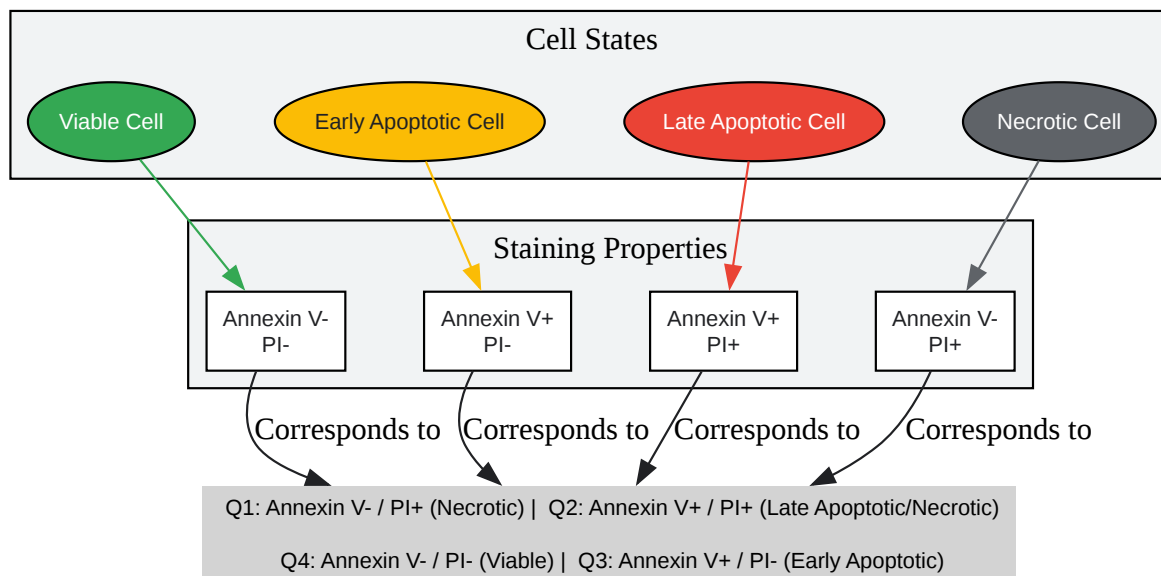 Cell States
Viable Cell
Early Apoptotic Cell
Late Apoptotic Cell
Necrotic Cell
Staining Properties
Annexin V-
PI-
Annexin V+
PI-
Annexin V+
PI+
Annexin V-
PI+
Corresponds to
Corresponds to
Corresponds to
Corresponds to
Q1: Annexin V- / PI+ (Necrotic) | Q2: Annexin V+ / PI+ (Late Apoptotic/Necrotic)
Q4: Annexin V- / PI- (Viable) | Q3: Annexin V+ / PI- (Early Apoptotic)